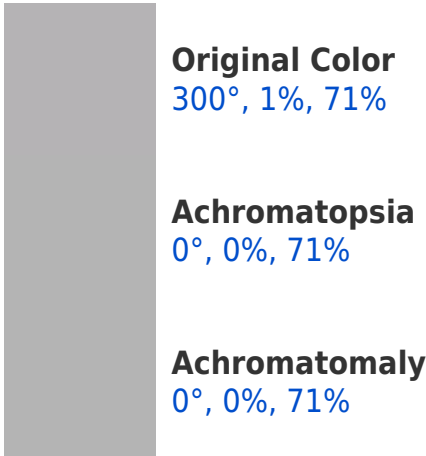 Original Color
300°, 1%, 71%
Achromatopsia
0°, 0%, 71%
Achromatomaly
0°, 0%, 71%